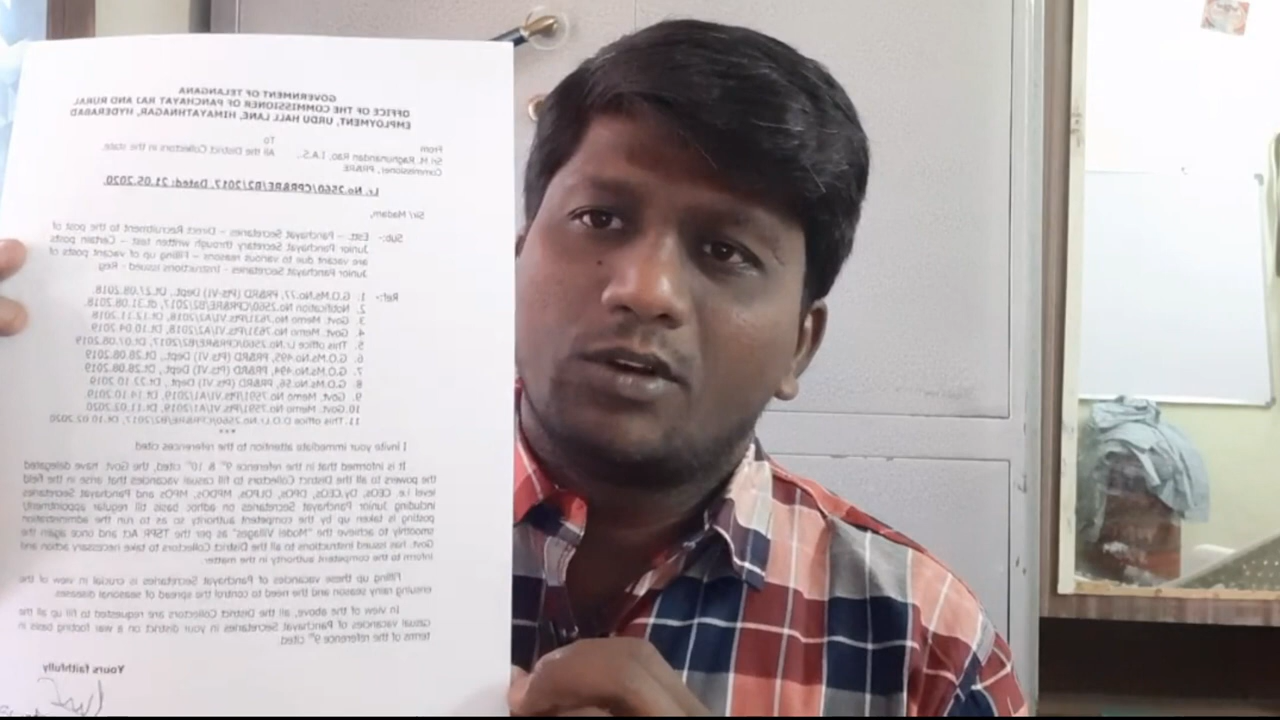 GOVERNMENT OF TELANGANA
OFFICE OF THE COMMISSIONER OF PANCHAYAT RAJ AND RURAL
EMPLOYMENT, URDU HALL LANE, HIMAYATHNAGAR, HYDERABAD
From
Sri M. Raghunandan Rao, I.A.S.,
Commissioner, PR&RE
To
All the District Collectors in the state.
Lr. No.2560/CPR&RE/B2/2017, Dated: 21.05.2020.
Sir/ Madam,
Sub:- Estt. – Panchayat Secretaries – Direct Recruitment to the post of
Junior Panchayat Secretary through written test – Certain posts
are vacant due to various reasons – Filling up of vacant posts of
Junior Panchayat Secretaries - Instructions issued - Reg
Ref:- 1. G.O.Ms.No.77, PR&RD (Pts-VI) Dept., Dt.27.08.2018.
2. Notification No.2560/CPR&RE/B2/2017, dt.31.08.2018.
3. Govt. Memo No.7631/Pts.VI/A2/2018, Dt.12.11.2018
4. Govt. Memo No.7631/Pts.VI/A2/2018, Dt.10.04.2019
5. This office Lr.No.2560/CPR&RE/B2/2017, Dt.07.08.2019
6. G.O.Ms.No.495, PR&RD (Pts VI) Dept., Dt.28.08.2019
7. G.O.Ms.No.494, PR&RD (Pts.VI) Dept., Dt.28.08.2019
8. G.O.Ms.No.56, PR&RD (Pts.VI) Dept., Dt.22.10.2019
9. Govt. Memo No.7591/Pts.VI/A1/2019, Dt.14.10.2019
10. Govt. Memo No.7591/Pts.VI/A1/2019, Dt.11.02.2020
11. This office D.O.Lr.No.2560/CPR&RE/B2/2017, Dt.10.02.2020
***
I invite your immediate attention to the references cited.
It is informed that in the reference 9th & 10th cited, the Govt. have delegated
the powers to all the District Collectors to fill casual vacancies that arise in the field
level i.e. CEOs, Dy.CEOs, DPOs, DLPOs, MPDOs, MPOs and Panchayat Secretaries
including Junior Panchayat Secretaries on adhoc basis till regular appointment/
posting is taken up by the competent authority so as to run the administration
smoothly to achieve the "Model Villages" as per the TSPR Act and once again the
Govt. has issued instructions to all the District Collectors to take necessary action and
inform to the competent authority in the matter.
Filling up these vacancies of Panchayat Secretaries is crucial in view of the
ensuing rainy season and the need to control the spread of seasonal diseases.
In view of the above, all the District Collectors are requested to fill up all the
casual vacancies of Panchayat Secretaries in your district on a war footing basis in
terms of the reference 9th cited.
Yours faithfully